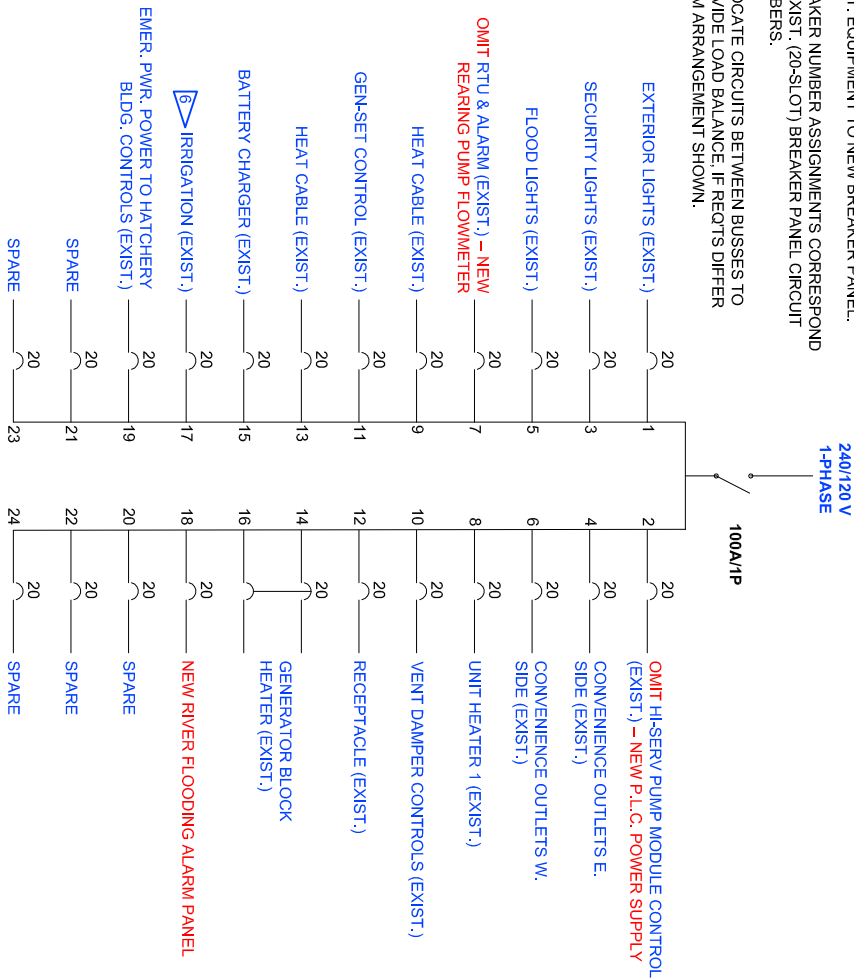 T. EQUIPMENT TO NEW BREAKER PANEL.
AKER NUMBER ASSIGNMENTS CORRESPOND
EXIST. (20-SLOT) BREAKER PANEL CIRCUIT
BERS.
OCATE CIRCUITS BETWEEN BUSSES TO
VIDE LOAD BALANCE, IF REQ'TS DIFFER
M ARRANGEMENT SHOWN.
240/120 V
1-PHASE
100A/1P
EXTERIOR LIGHTS (EXIST.) 20 1
2 20 OMIT HI-SERV PUMP MODULE CONTROL
(EXIST.) – NEW P.L.C. POWER SUPPLY
SECURITY LIGHTS (EXIST.) 20 3
4 20 CONVENIENCE OUTLETS E.
SIDE (EXIST.)
FLOOD LIGHTS (EXIST.) 20 5
6 20 CONVENIENCE OUTLETS W.
SIDE (EXIST.)
OMIT RTU & ALARM (EXIST.) – NEW
REARING PUMP FLOWMETER 20 7
8 20 UNIT HEATER 1 (EXIST.)
HEAT CABLE (EXIST.) 20 9
10 20 VENT DAMPER CONTROLS (EXIST.)
GEN-SET CONTROL (EXIST.) 20 11
12 20 RECEPTACLE (EXIST.)
HEAT CABLE (EXIST.) 20 13
14 20 GENERATOR BLOCK
HEATER (EXIST.)
BATTERY CHARGER (EXIST.) 20 15
16
6 IRRIGATION (EXIST.) 20 17
18 20 NEW RIVER FLOODING ALARM PANEL
EMER. PWR. POWER TO HATCHERY
BLDG. CONTROLS (EXIST.) 20 19
20 20 SPARE
SPARE 20 21
22 20 SPARE
SPARE 20 23
24 20 SPARE